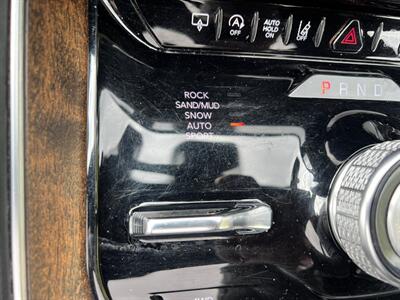 OFF
AUTO
HOLD
ON
OFF
P R N D
ROCK
SAND/MUD
SNOW
AUTO
SPORT